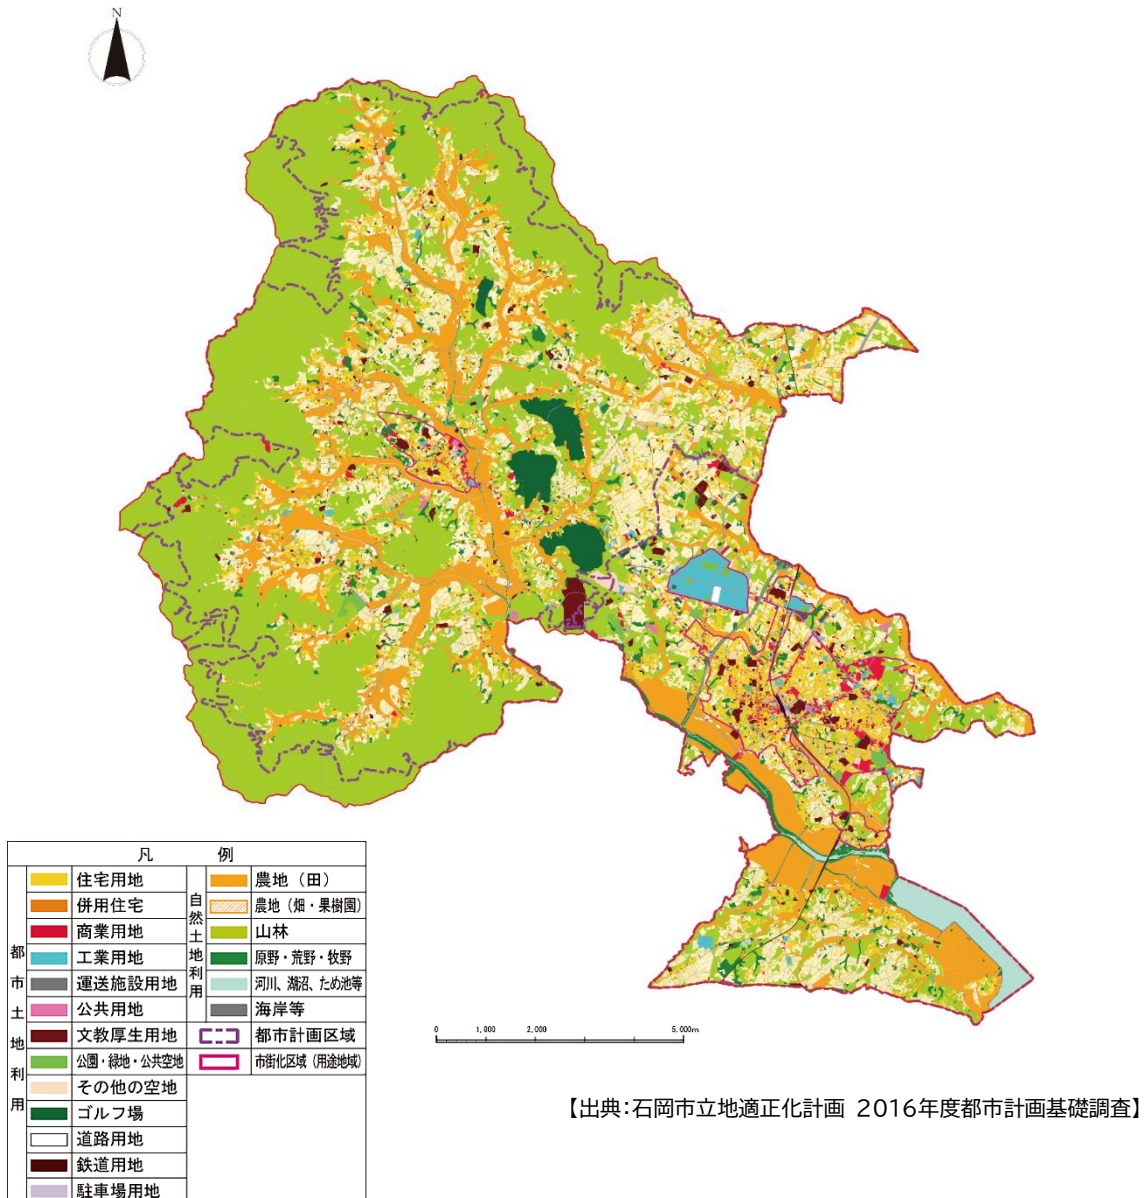 N
凡 例
都市土地利用
住宅用地
併用住宅
商業用地
工業用地
運送施設用地
公共用地
文教厚生用地
公園・緑地・公共空地
その他の空地
ゴルフ場
道路用地
鉄道用地
駐車場用地
自然土地利用
農地（田）
農地（畑・果樹園）
山林
原野・荒野・牧野
河川、湖沼、ため池等
海岸等
都市計画区域
市街化区域（用途地域）
0 1,000 2,000 5,000m
【出典：石岡市立地適正化計画 2016年度都市計画基礎調査】